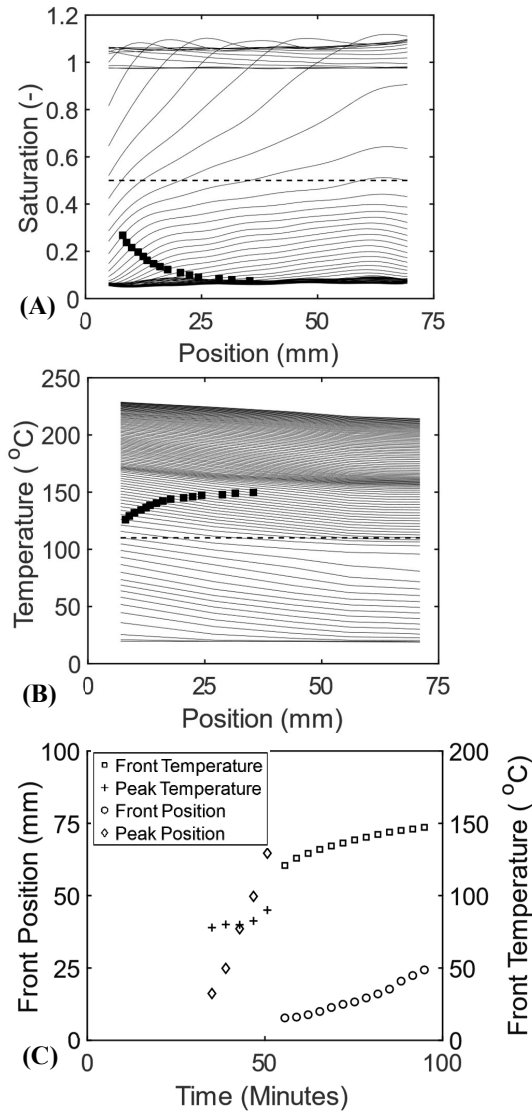 1.2
1
0.8
0.6
0.4
0.2
0
Saturation (-)
0
25
50
75
Position (mm)
(A)
250
200
150
100
50
0
Temperature ( °C)
0
25
50
75
Position (mm)
(B)
100
75
50
25
0
Front Position (mm)
Front Temperature
Peak Temperature
Front Position
Peak Position
200
150
100
50
0
Front Temperature ( °C)
0
50
100
Time (Minutes)
(C)